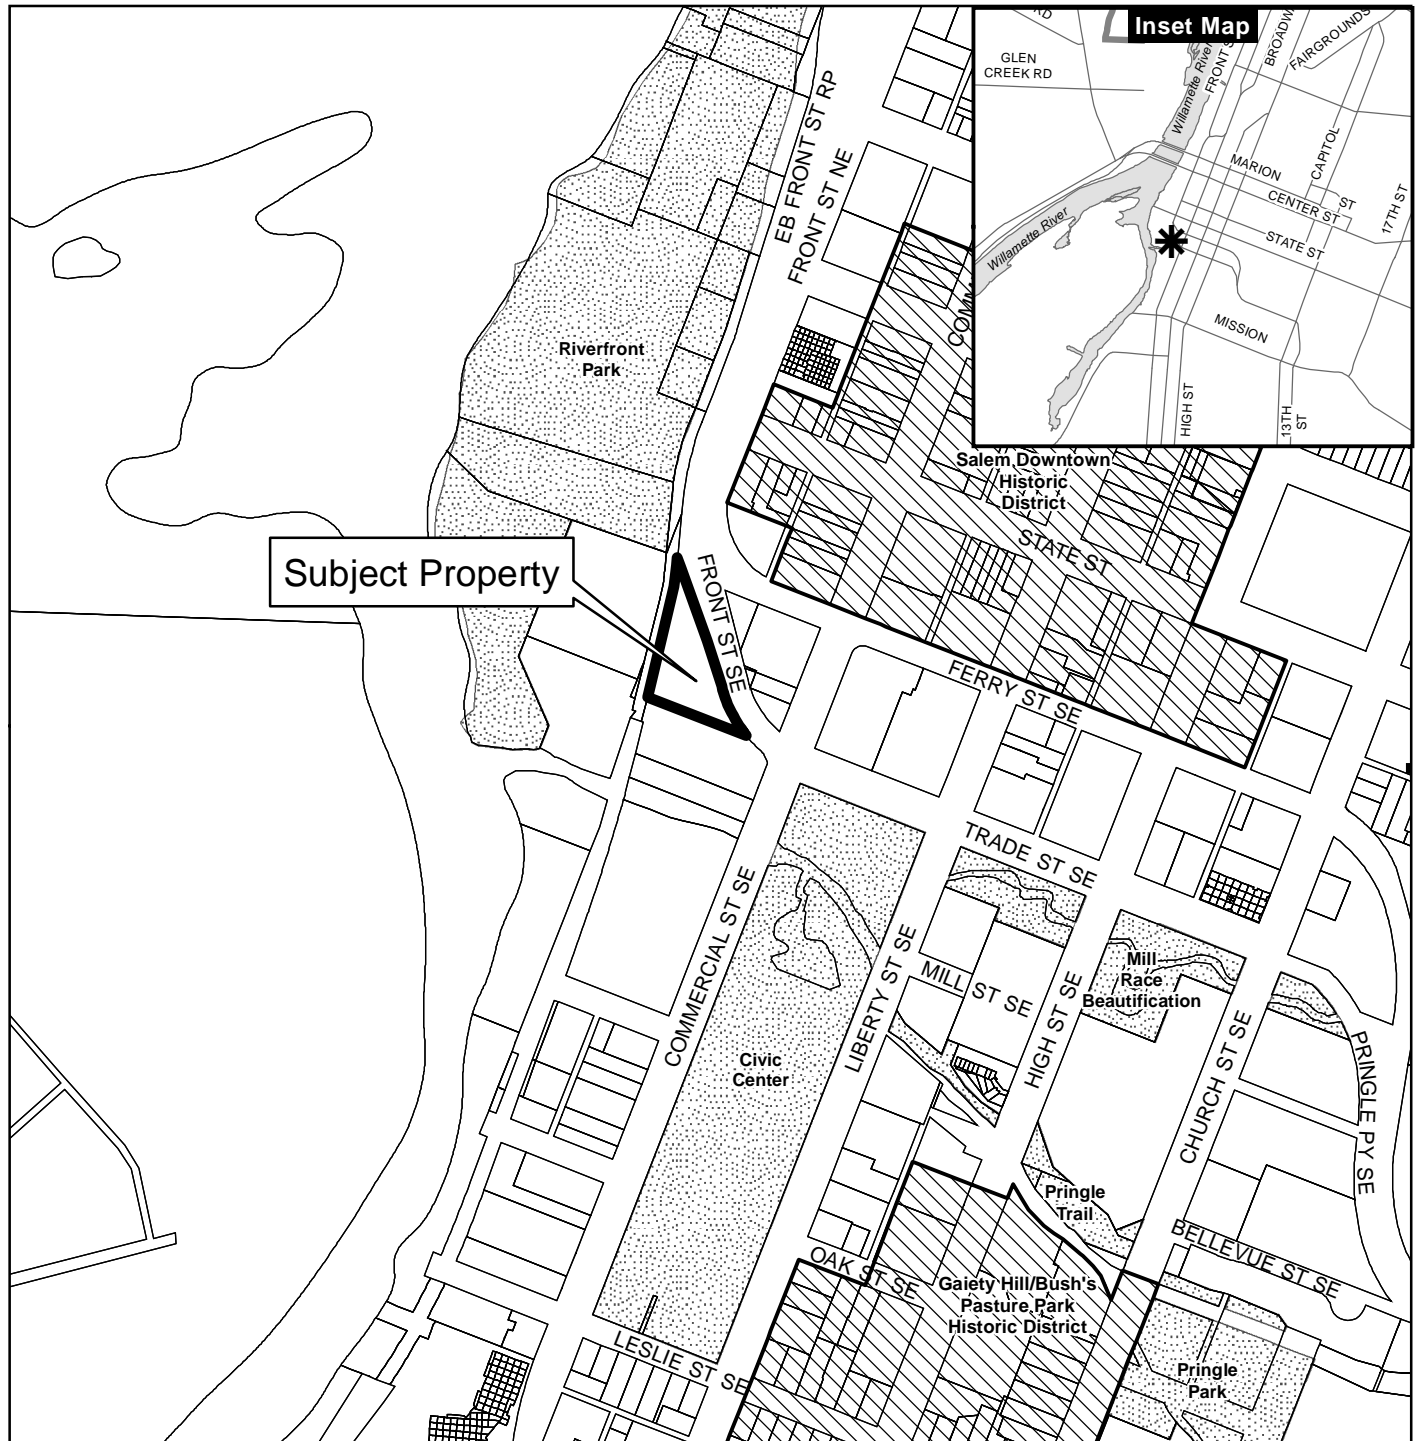 Inset Map
RD
GLEN
CREEK RD
Willamette River
FRONT S
FAIRGROUNDS
MARION
CAPITOL
ST
CENTER ST
17TH ST
Willamette River
STATE ST
MISSION
HIGH ST
13TH
ST
EB FRONT ST RP
FRONT ST NE
Riverfront
Park
Salem Downtown
Historic
District
STATE ST
Subject Property
FRONT ST SE
FERRY ST SE
TRADE ST SE
COMMERCIAL ST SE
LIBERTY ST SE
MILL ST SE
HIGH ST SE
Mill
Race
Beautification
CHURCH ST SE
PRINGLE PY SE
Civic
Center
Pringle
Trail
BELLEVUE ST SE
OAK ST SE
Gaiety Hill/Bush's
Pasture Park
Historic District
LESLIE ST SE
Pringle
Park